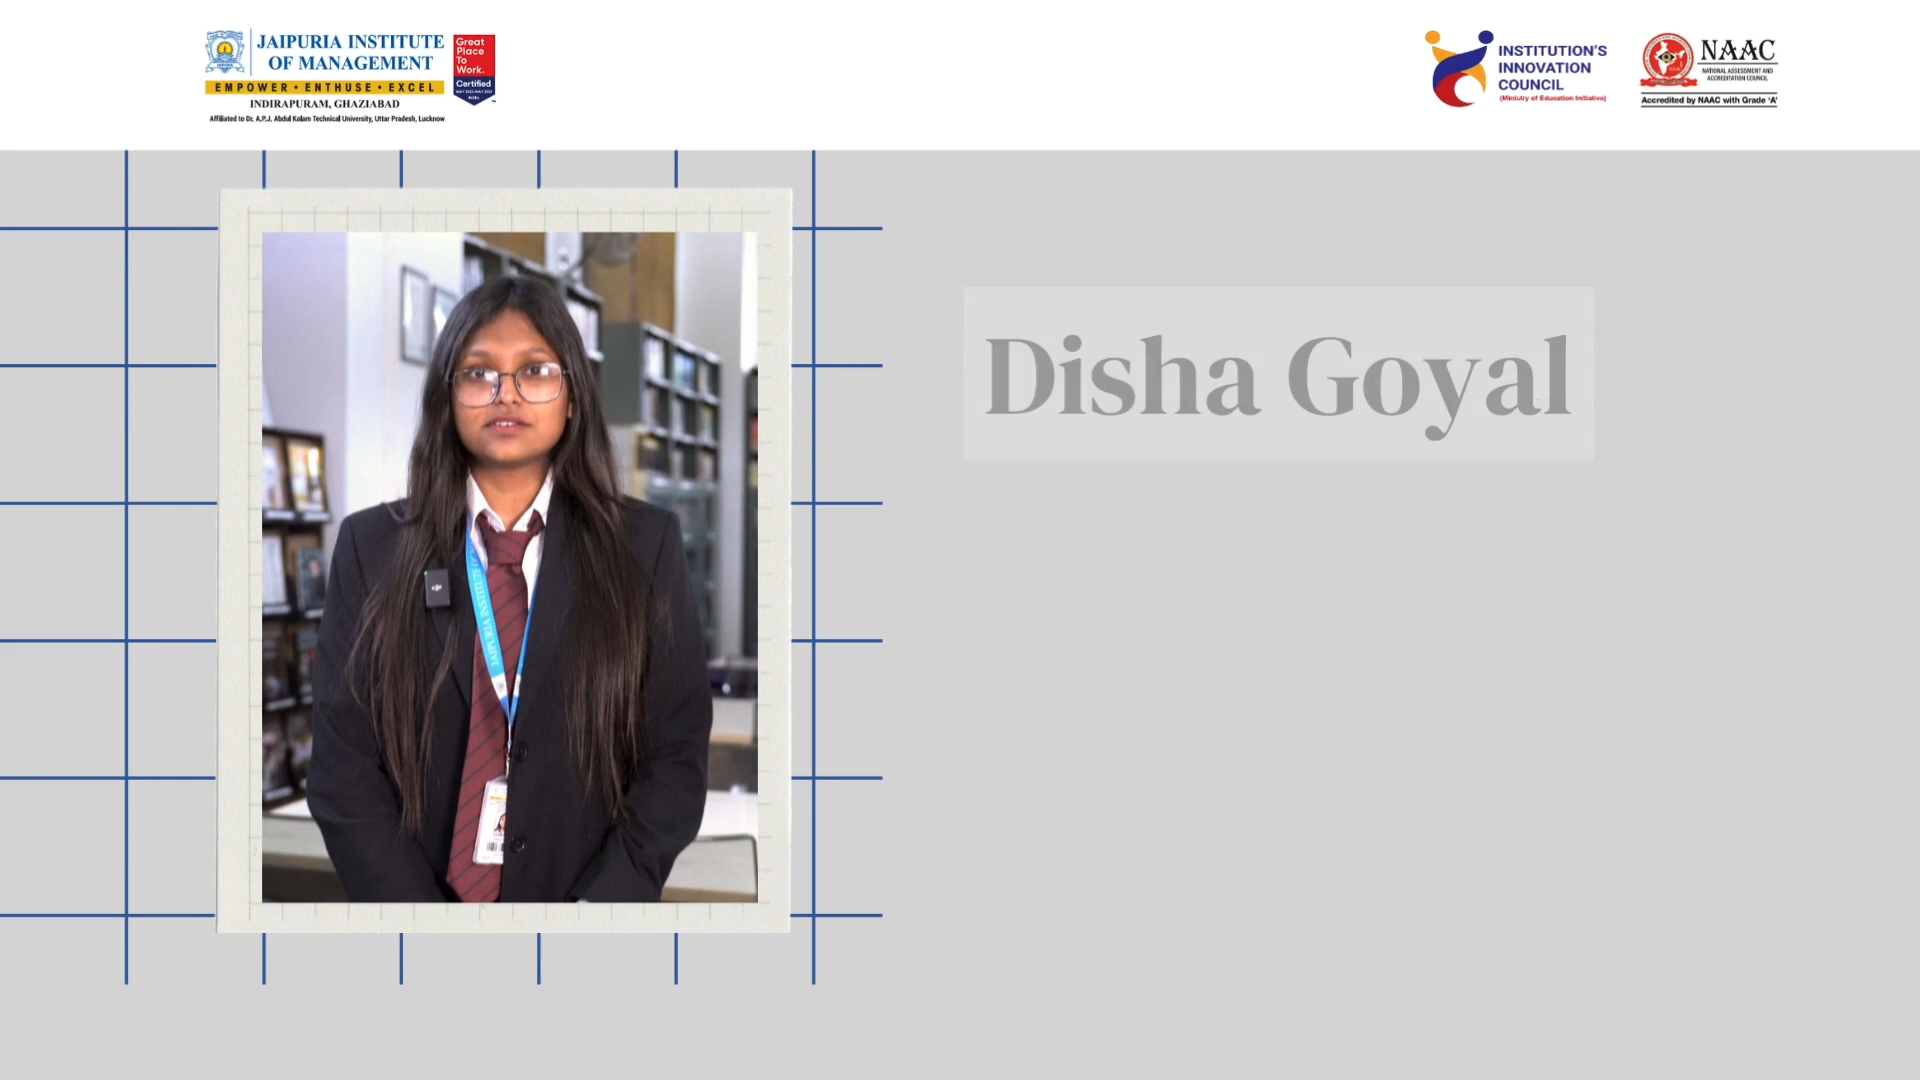 JAIPURIA INSTITUTE
OF MANAGEMENT
EMPOWER • ENTHUSE • EXCEL
INDIRAPURAM, GHAZIABAD
Affiliated to Dr. A.P.J. Abdul Kalam Technical University, Uttar Pradesh, Lucknow
Great
Place
To
Work.
Certified
INSTITUTION'S
INNOVATION
COUNCIL
(Ministry of Education Initiative)
NAAC
NATIONAL ASSESSMENT AND
ACCREDITATION COUNCIL
Accredited by NAAC with Grade 'A'
Disha Goyal
JAIPURIA INSTITUTE